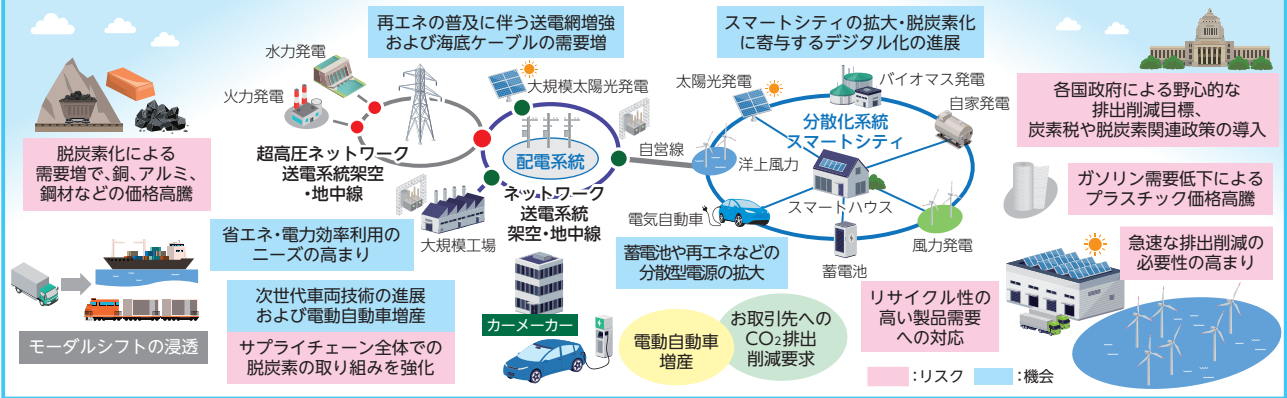 再エネの普及に伴う送電網増強
および海底ケーブルの需要増
スマートシティの拡大・脱炭素化
に寄与するデジタル化の進展
水力発電
火力発電
大規模太陽光発電
太陽光発電
バイオマス発電
自家発電
各国政府による野心的な
排出削減目標、
炭素税や脱炭素関連政策の導入
脱炭素化による
需要増で、銅、アルミ、
鋼材などの価格高騰
超高圧ネットワーク
送電系統架空
・地中線
配電系統
自営線
分散化系統
スマートシティ
洋上風力
ネットワーク
送電系統
架空・地中線
大規模工場
電気自動車
スマートハウス
蓄電池
風力発電
ガソリン需要低下による
プラスチック価格高騰
省エネ・電力効率利用の
ニーズの高まり
蓄電池や再エネなどの
分散型電源の拡大
急速な排出削減の
必要性の高まり
次世代車両技術の進展
および電動自動車増産
サプライチェーン全体での
脱炭素の取り組みを強化
モーダルシフトの浸透
カーメーカー
電動自動車
増産
お取引先への
CO₂排出
削減要求
リサイクル性の
高い製品需要
への対応
:リスク
:機会